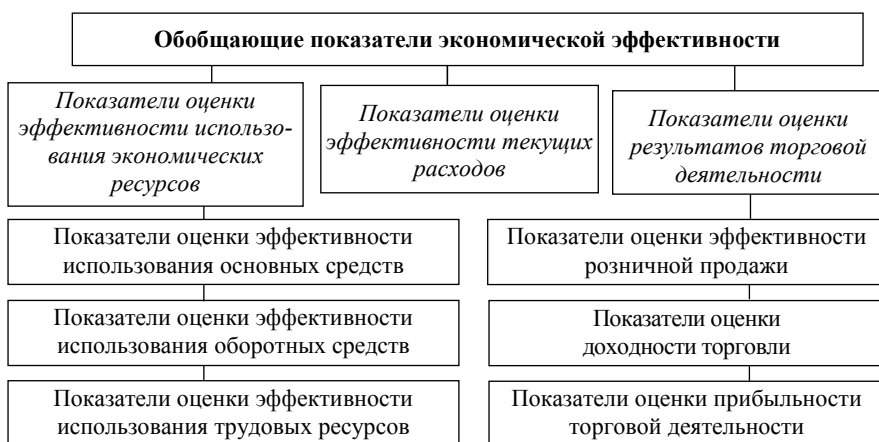 Обобщающие показатели экономической эффективности
Показатели оценки
эффективности использо-
вания экономических
ресурсов
Показатели оценки
эффективности текущих
расходов
Показатели оценки
результатов торговой
деятельности
Показатели оценки эффективности
использования основных средств
Показатели оценки эффективности
розничной продажи
Показатели оценки эффективности
использования оборотных средств
Показатели оценки
доходности торговли
Показатели оценки эффективности
использования трудовых ресурсов
Показатели оценки прибыльности
торговой деятельности